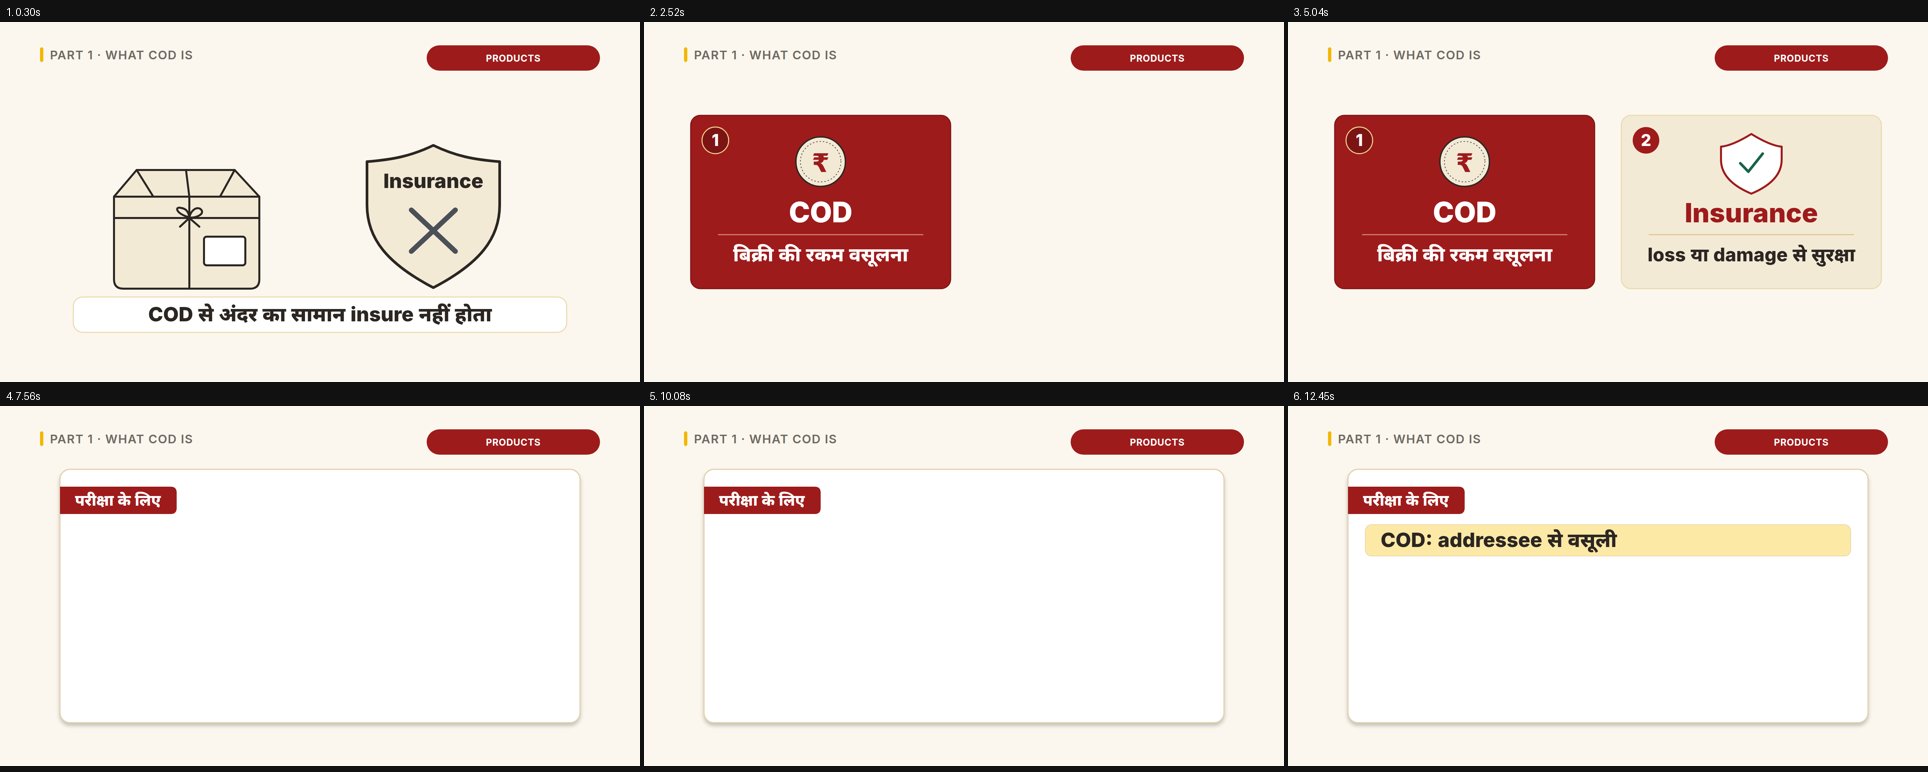 1. 0.30s
PART 1 · WHAT COD IS
PRODUCTS
Insurance
COD से अंदर का सामान insure नहीं होता
2. 2.52s
PART 1 · WHAT COD IS
PRODUCTS
1
₹
COD
बिक्री की रकम वसूलना
3. 5.04s
PART 1 · WHAT COD IS
PRODUCTS
1
₹
COD
बिक्री की रकम वसूलना
2
Insurance
loss या damage से सुरक्षा
4. 7.56s
PART 1 · WHAT COD IS
PRODUCTS
परीक्षा के लिए
5. 10.08s
PART 1 · WHAT COD IS
PRODUCTS
परीक्षा के लिए
6. 12.45s
PART 1 · WHAT COD IS
PRODUCTS
परीक्षा के लिए
COD: addressee से वसूली